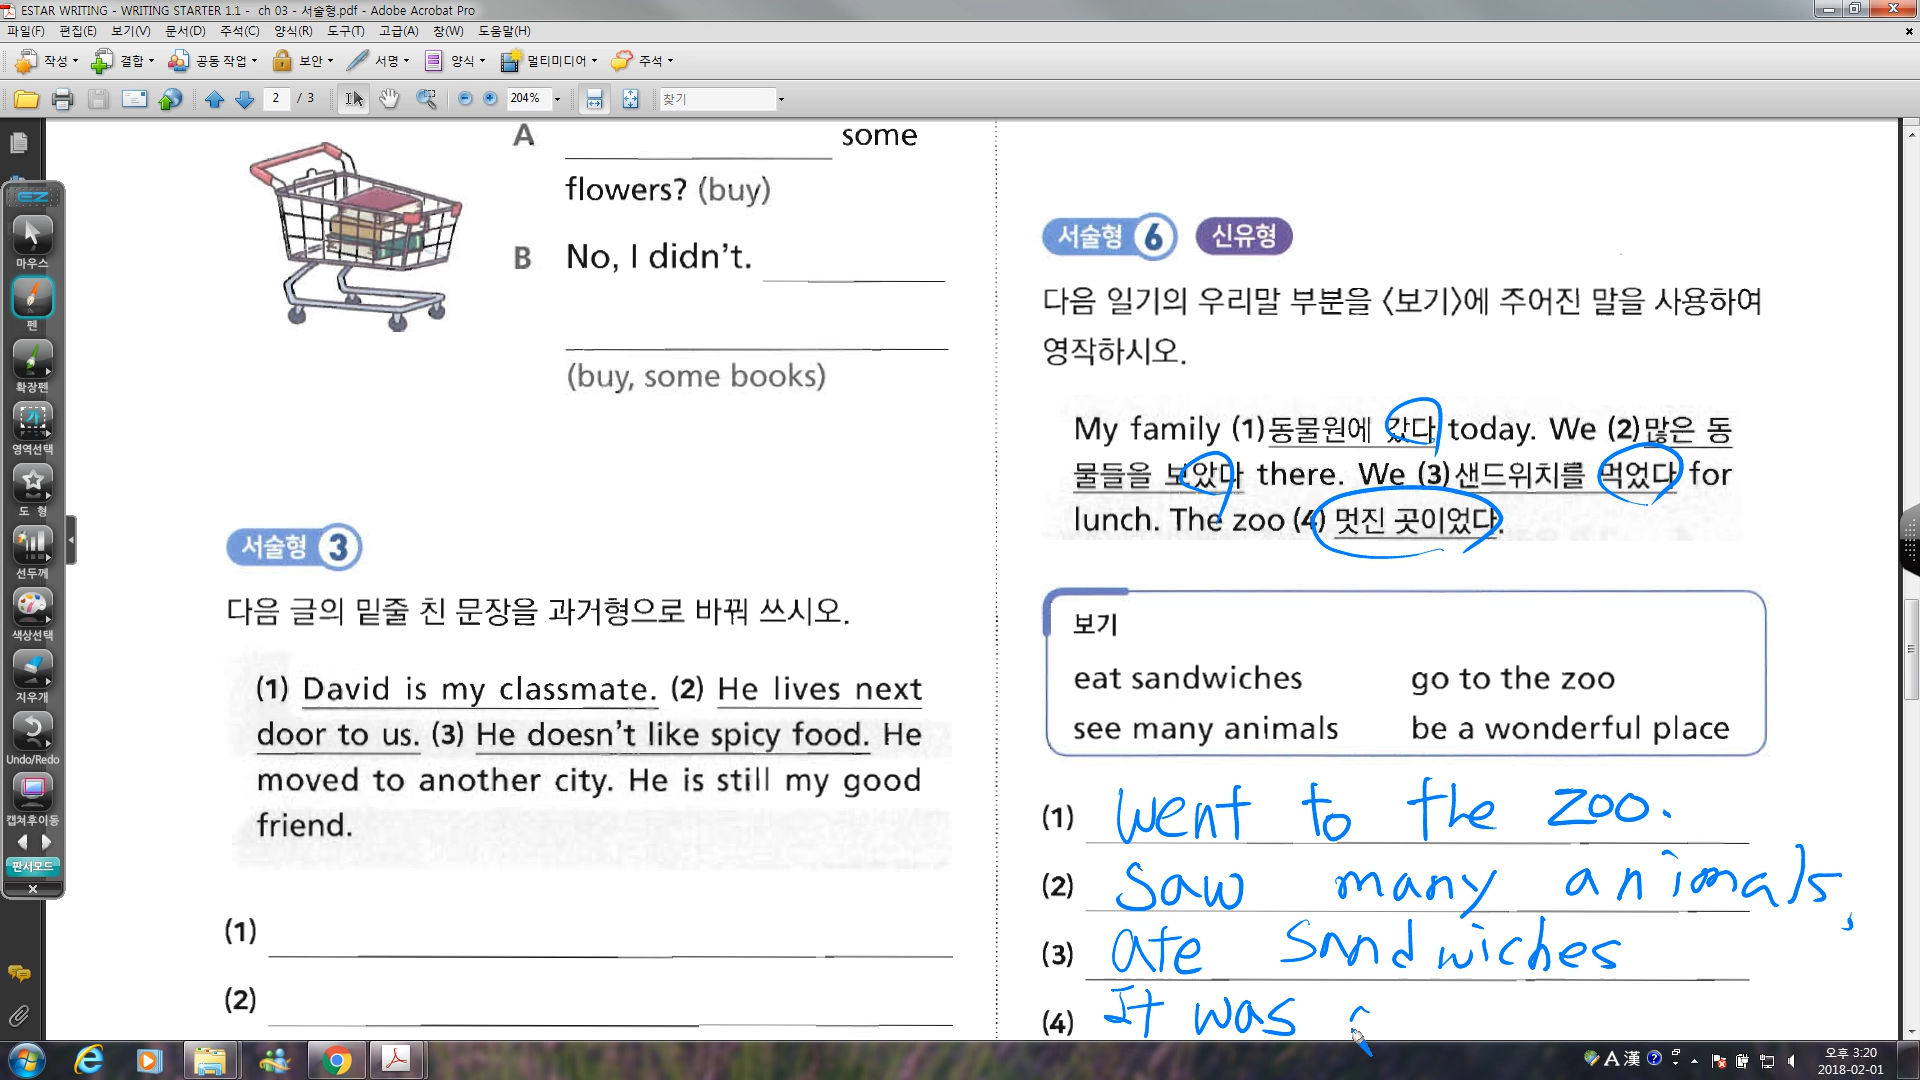 ESTAR WRITING - WRITING STARTER 1.1 - ch 03 - 서술형.pdf - Adobe Acrobat Pro
파일(F) 편집(E) 보기(V) 문서(D) 주석(C) 양식(R) 도구(T) 고급(A) 창(W) 도움말(H)
작성 결합 공동 작업 보안 서명 양식 멀티미디어 주석
2 / 3 204% 찾기
EZ
마우스
펜
확장펜
영역선택
도 형
선두께
색상선택
지우개
Undo/Redo
캡쳐후이동
판서모드
A some
flowers? (buy)
B No, I didn't.
(buy, some books)
서술형 3
다음 글의 밑줄 친 문장을 과거형으로 바꿔 쓰시오.
(1) David is my classmate. (2) He lives next
door to us. (3) He doesn't like spicy food. He
moved to another city. He is still my good
friend.
(1)
(2)
서술형 6 신유형
다음 일기의 우리말 부분을 〈보기〉에 주어진 말을 사용하여
영작하시오.
My family (1)동물원에 갔다 today. We (2)많은 동
물들을 보았다 there. We (3)샌드위치를 먹었다 for
lunch. The zoo (4) 멋진 곳이었다.
보기
eat sandwiches go to the zoo
see many animals be a wonderful place
(1) went to the zoo.
(2) saw many animals,
(3) ate sandwiches
(4) It was
A 漢
오후 3:20
2018-02-01